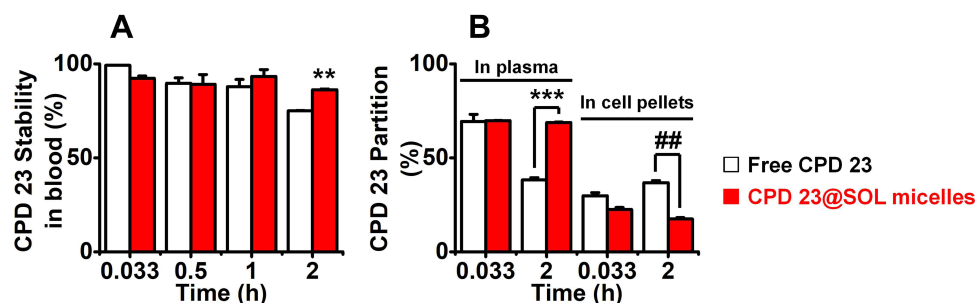 A
CPD 23 Stability
in blood (%)
100
50
0
**
0.033 0.5 1 2
Time (h)
B
CPD 23 Partition
(%)
100
50
0
In plasma
***
In cell pellets
##
0.033 2 0.033 2
Time (h)
Free CPD 23
CPD 23@SOL micelles